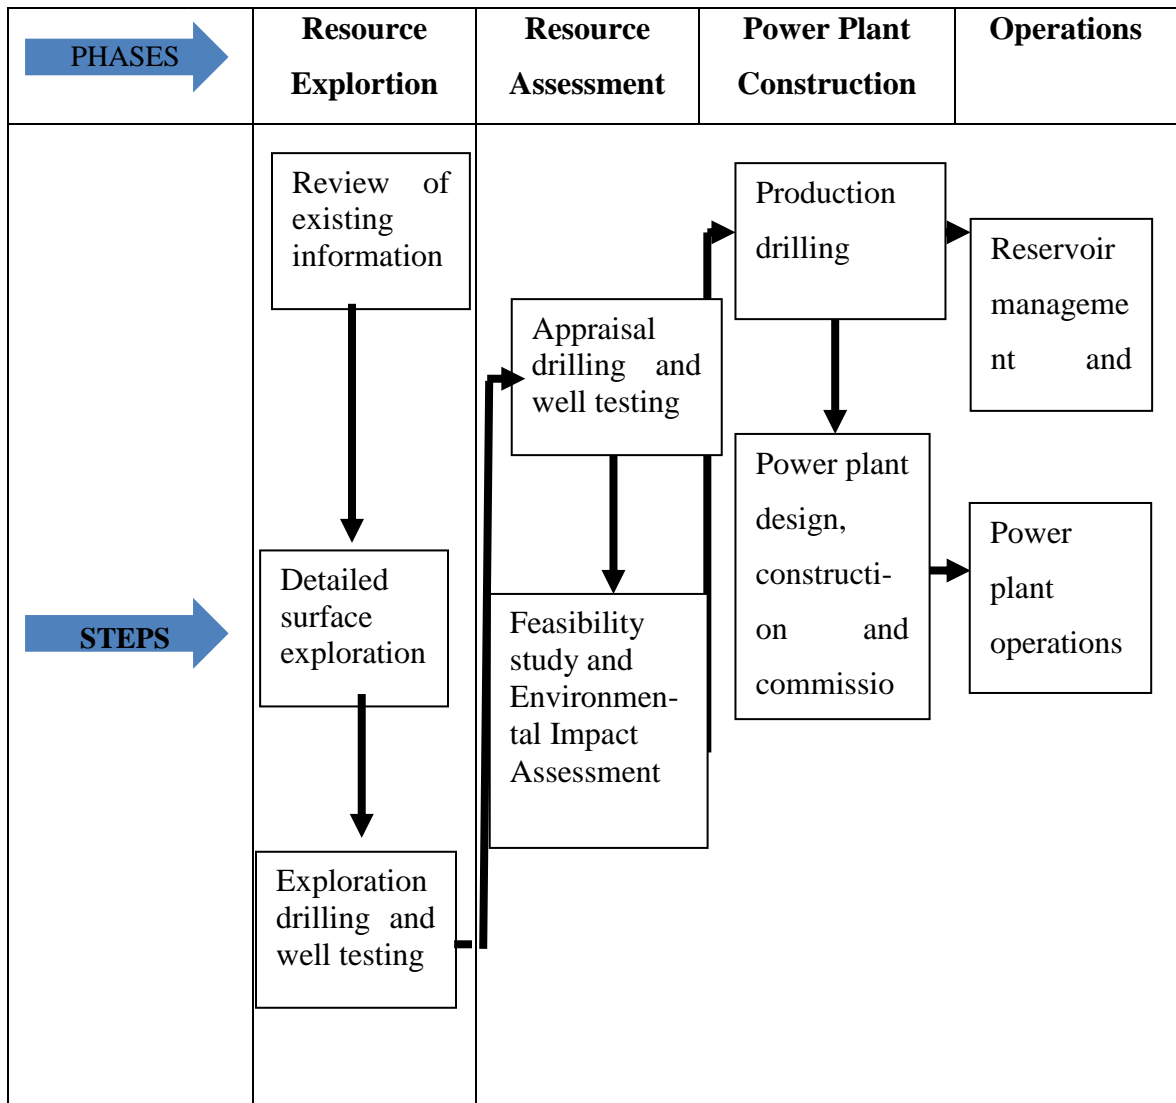 PHASES
Resource
Explortion
Resource
Assessment
Power Plant
Construction
Operations
STEPS
Review of
existing
information
Detailed
surface
exploration
Exploration
drilling and
well testing
Appraisal
drilling and
well testing
Feasibility
study and
Environmen-
tal Impact
Assessment
Production
drilling
Power plant
design,
constructi-
on and
commissio
Reservoir
manageme
nt and
Power
plant
operations